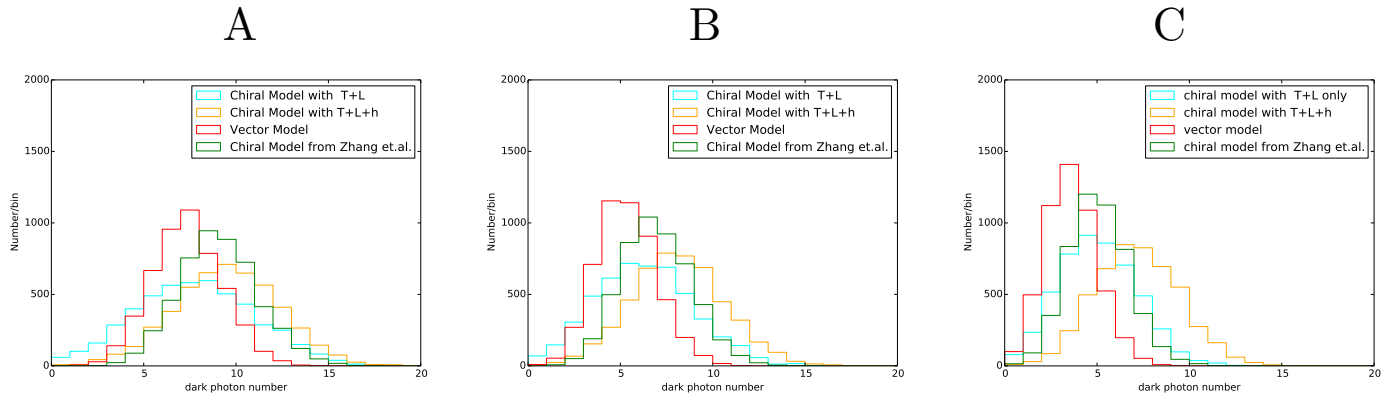 A
2000
1500
1000
500
0
Number/bin
Chiral Model with T+L
Chiral Model with T+L+h
Vector Model
Chiral Model from Zhang et.al.
0 5 10 15 20
dark photon number
B
2000
1500
1000
500
0
Number/bin
Chiral Model with T+L
Chiral Model with T+L+h
Vector Model
Chiral Model from Zhang et.al.
0 5 10 15 20
dark photon number
C
2000
1500
1000
500
0
Number/bin
chiral model with T+L only
chiral model with T+L+h
vector model
chiral model from Zhang et.al.
0 5 10 15 20
dark photon number